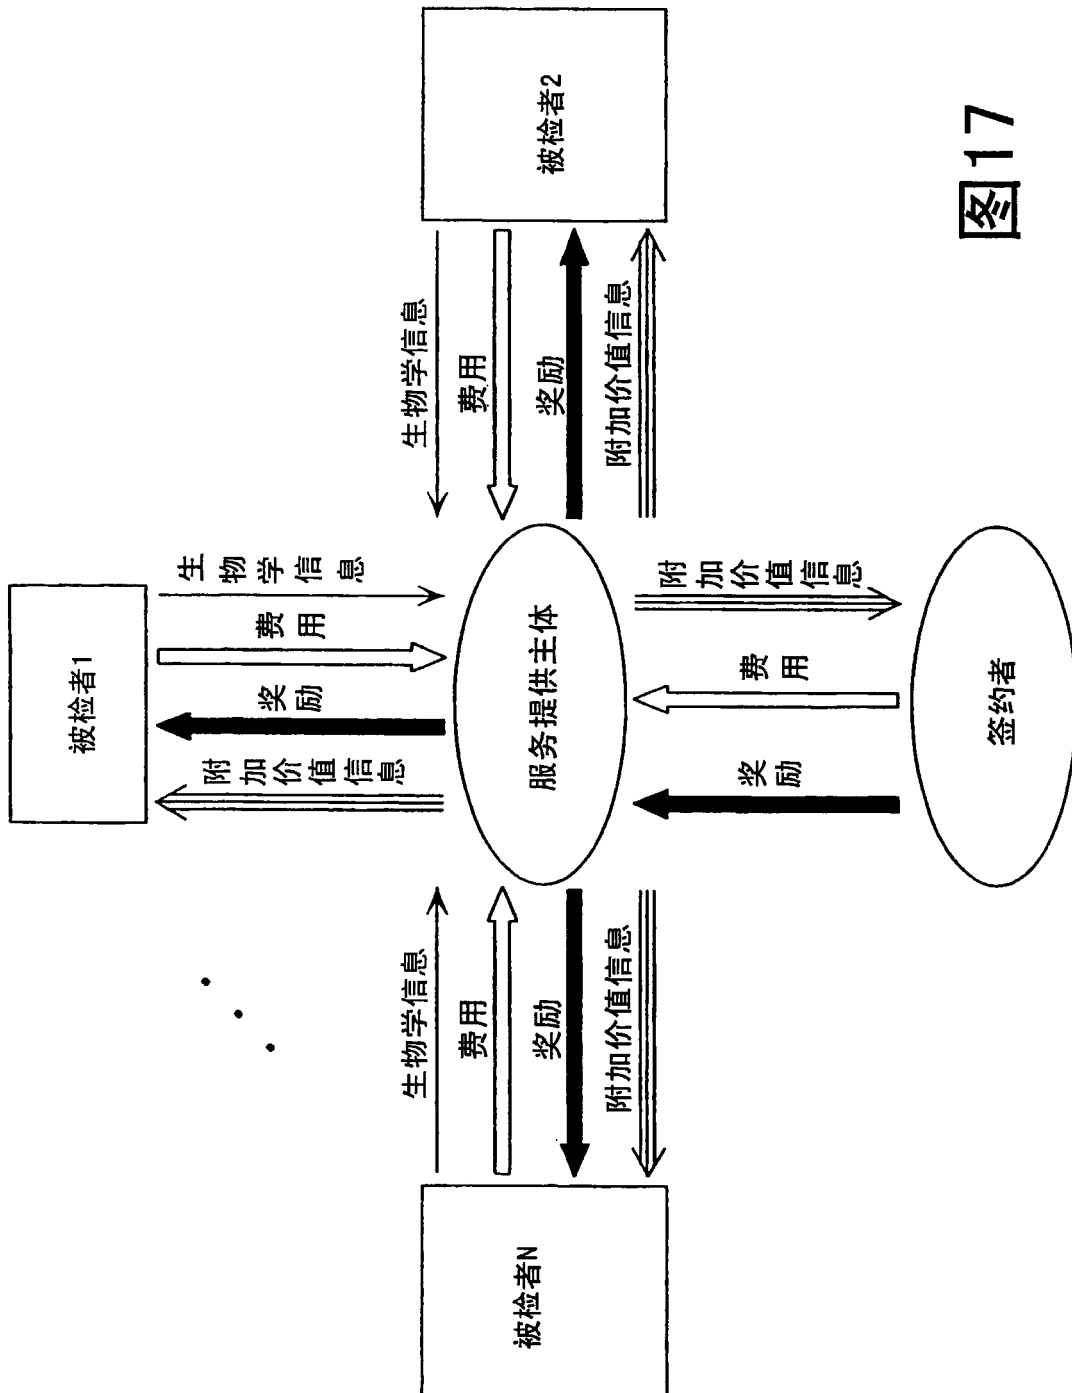 被检者1
生物学信息
费用
奖励
附加价值信息
被检者2
生物学信息
费用
奖励
附加价值信息
服务提供主体
被检者N
生物学信息
费用
奖励
附加价值信息
附加价值信息
费用
奖励
签约者
图17